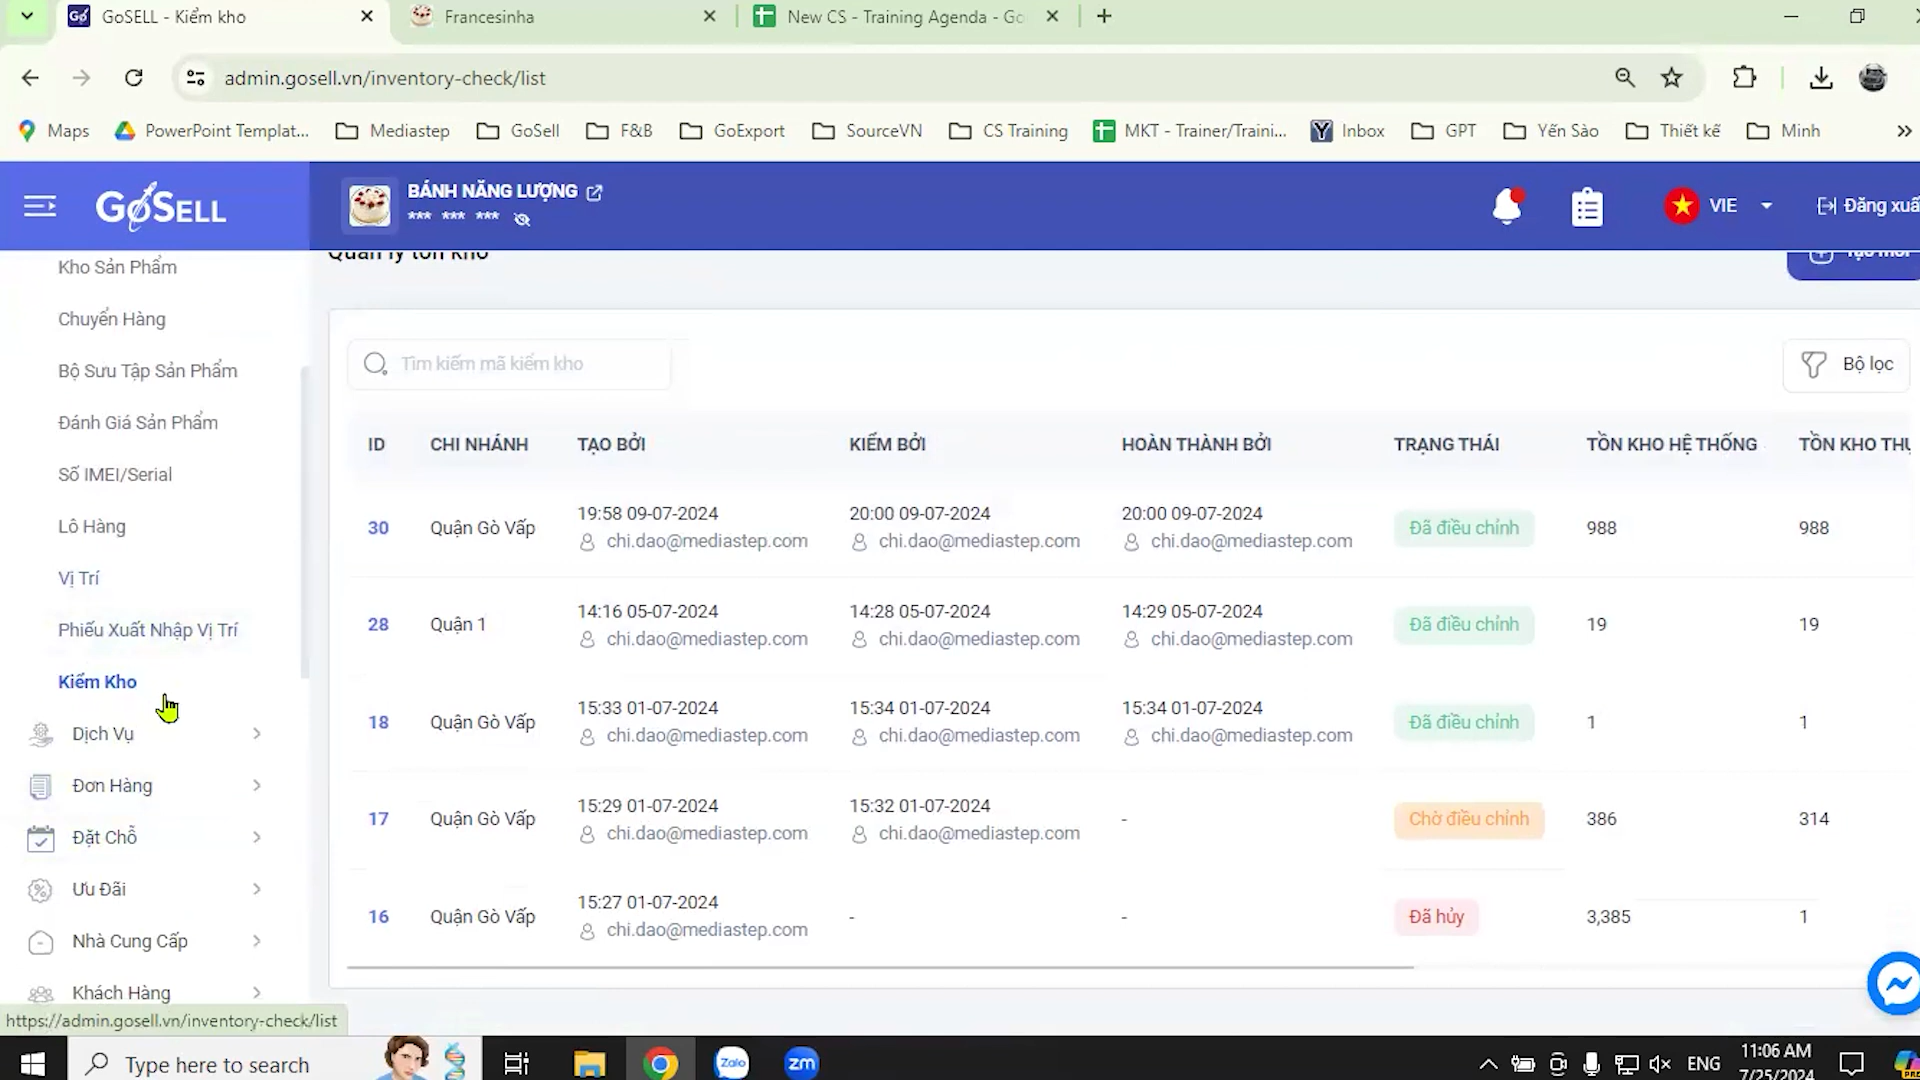 GoSELL - Kiểm kho
Francesinha
New CS - Training Agenda - Go
admin.gosell.vn/inventory-check/list
Maps
PowerPoint Templat...
Mediastep
GoSell
F&B
GoExport
SourceVN
CS Training
MKT - Trainer/Traini...
Inbox
GPT
Yến Sào
Thiết kế
Minh
GOSELL
BÁNH NĂNG LƯỢNG
*** *** ***
VIE
Đăng xuấ
Kho Sản Phẩm
Chuyển Hàng
Bộ Sưu Tập Sản Phẩm
Đánh Giá Sản Phẩm
Số IMEI/Serial
Lô Hàng
Vị Trí
Phiếu Xuất Nhập Vị Trí
Kiểm Kho
Dịch Vụ
Đơn Hàng
Đặt Chỗ
Ưu Đãi
Nhà Cung Cấp
Khách Hàng
Quản lý tồn kho
Tạo mới
Tìm kiếm mã kiểm kho
Bộ lọc
ID CHI NHÁNH TẠO BỞI KIỂM BỞI HOÀN THÀNH BỞI TRẠNG THÁI TỒN KHO HỆ THỐNG TỒN KHO THỰ
30 Quận Gò Vấp 19:58 09-07-2024 20:00 09-07-2024 20:00 09-07-2024 Đã điều chỉnh 988 988
chi.dao@mediastep.com chi.dao@mediastep.com chi.dao@mediastep.com
28 Quận 1 14:16 05-07-2024 14:28 05-07-2024 14:29 05-07-2024 Đã điều chỉnh 19 19
chi.dao@mediastep.com chi.dao@mediastep.com chi.dao@mediastep.com
18 Quận Gò Vấp 15:33 01-07-2024 15:34 01-07-2024 15:34 01-07-2024 Đã điều chỉnh 1 1
chi.dao@mediastep.com chi.dao@mediastep.com chi.dao@mediastep.com
17 Quận Gò Vấp 15:29 01-07-2024 15:32 01-07-2024 - Chờ điều chỉnh 386 314
chi.dao@mediastep.com chi.dao@mediastep.com
16 Quận Gò Vấp 15:27 01-07-2024 - - Đã hủy 3,385 1
chi.dao@mediastep.com
https://admin.gosell.vn/inventory-check/list
Type here to search
Zalo
zm
ENG
11:06 AM
7/25/2024